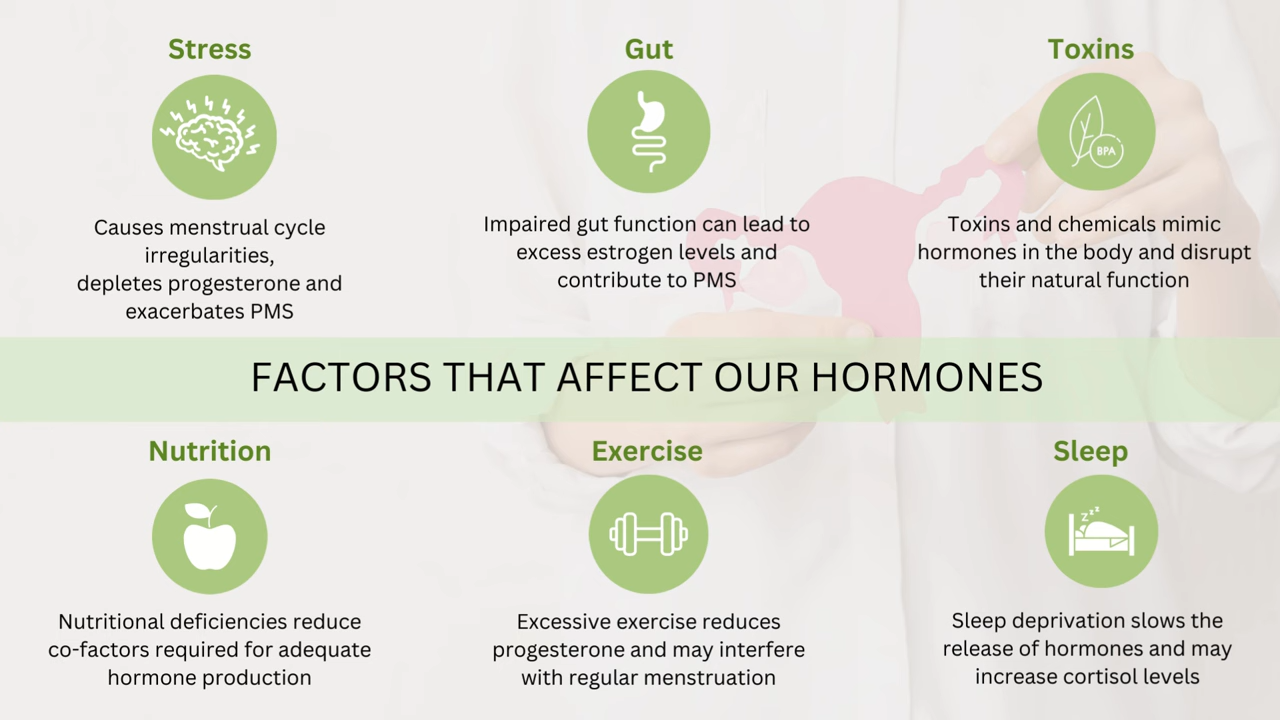 Stress
Causes menstrual cycle
irregularities,
depletes progesterone and
exacerbates PMS
Gut
Impaired gut function can lead to
excess estrogen levels and
contribute to PMS
Toxins
BPA
Toxins and chemicals mimic
hormones in the body and disrupt
their natural function
FACTORS THAT AFFECT OUR HORMONES
Nutrition
Nutritional deficiencies reduce
co-factors required for adequate
hormone production
Exercise
Excessive exercise reduces
progesterone and may interfere
with regular menstruation
Sleep
z z z
Sleep deprivation slows the
release of hormones and may
increase cortisol levels